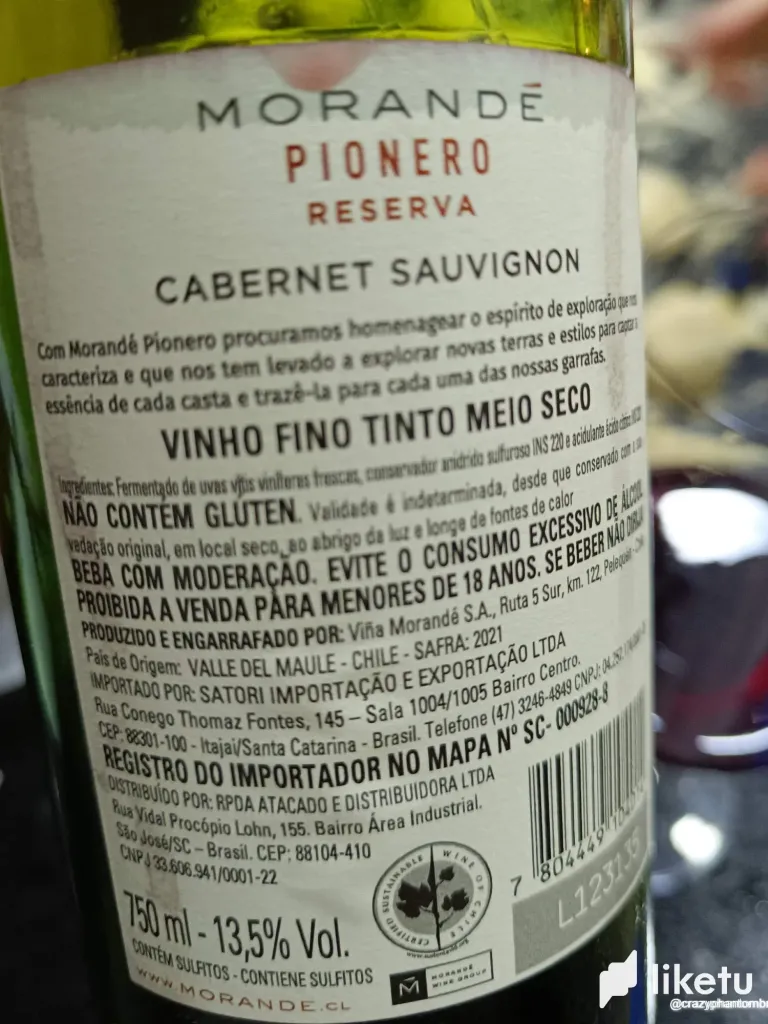 MORANDÉ
PIONERO
RESERVA
CABERNET SAUVIGNON
Com Morandé Pionero procuramos homenagear o espírito de exploração que nos
caracteriza e que nos tem levado a explorar novas terras e estilos para captar a
essência de cada casta e trazê-la para cada uma das nossas garrafas.
VINHO FINO TINTO MEIO SECO
Ingredientes: Fermentado de uvas vitis viníferas frescas, conservador anidrido sulfuroso INS 220 e acidulante ácido cítrico
NÃO CONTÉM GLUTEN. Validade é indeterminada, desde que conservado com a sua
vedação original, em local seco, ao abrigo da luz e longe de fontes de calor
BEBA COM MODERAÇÃO. EVITE O CONSUMO EXCESSIVO DE ÁLCOOL
PROIBIDA A VENDA PARA MENORES DE 18 ANOS. SE BEBER NÃO DIRIJA
PRODUZIDO E ENGARRAFADO POR: Viña Morandé S.A., Ruta 5 Sur, km. 122, Pelequén -
País de Origem: VALLE DEL MAULE - CHILE - SAFRA: 2021
IMPORTADO POR: SATORI IMPORTAÇÃO E EXPORTAÇÃO LTDA
Rua Conego Thomaz Fontes, 145 – Sala 1004/1005 Bairro Centro.
CEP: 88301-100 - Itajaí/Santa Catarina - Brasil. Telefone (47) 3246-4849 CNPJ:
REGISTRO DO IMPORTADOR NO MAPA Nº SC- 000928-8
DISTRIBUÍDO POR: RPDA ATACADO E DISTRIBUIDORA LTDA
Rua Vidal Procópio Lohn, 155. Bairro Área Industrial.
São José/SC – Brasil. CEP: 88104-410
CNPJ 33.606.941/0001-22
750 ml - 13,5% Vol.
CONTÉM SULFITOS - CONTIENE SULFITOS
WWW.MORANDE.CL
CERTIFIED SUSTAINABLE WINE OF CHILE
M MORANDÉ
WINE GROUP
7 804449
L123135
liketu